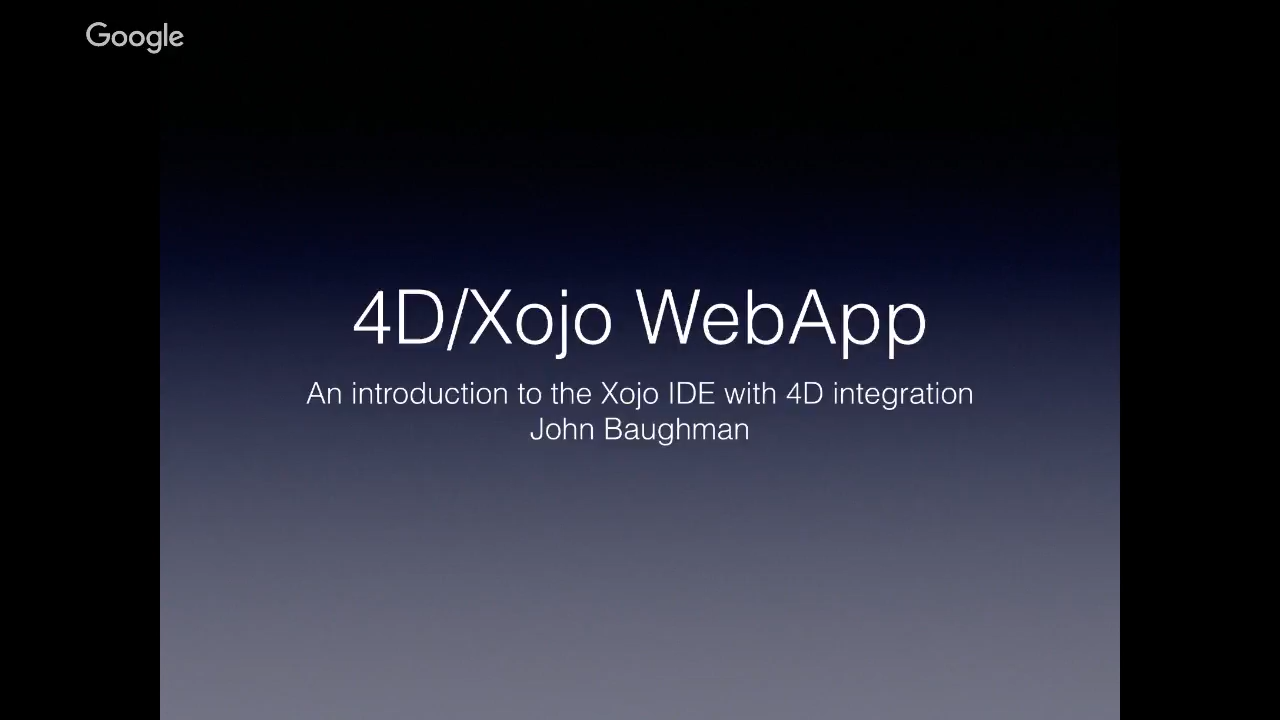 Google
4D/Xojo WebApp
An introduction to the Xojo IDE with 4D integration
John Baughman